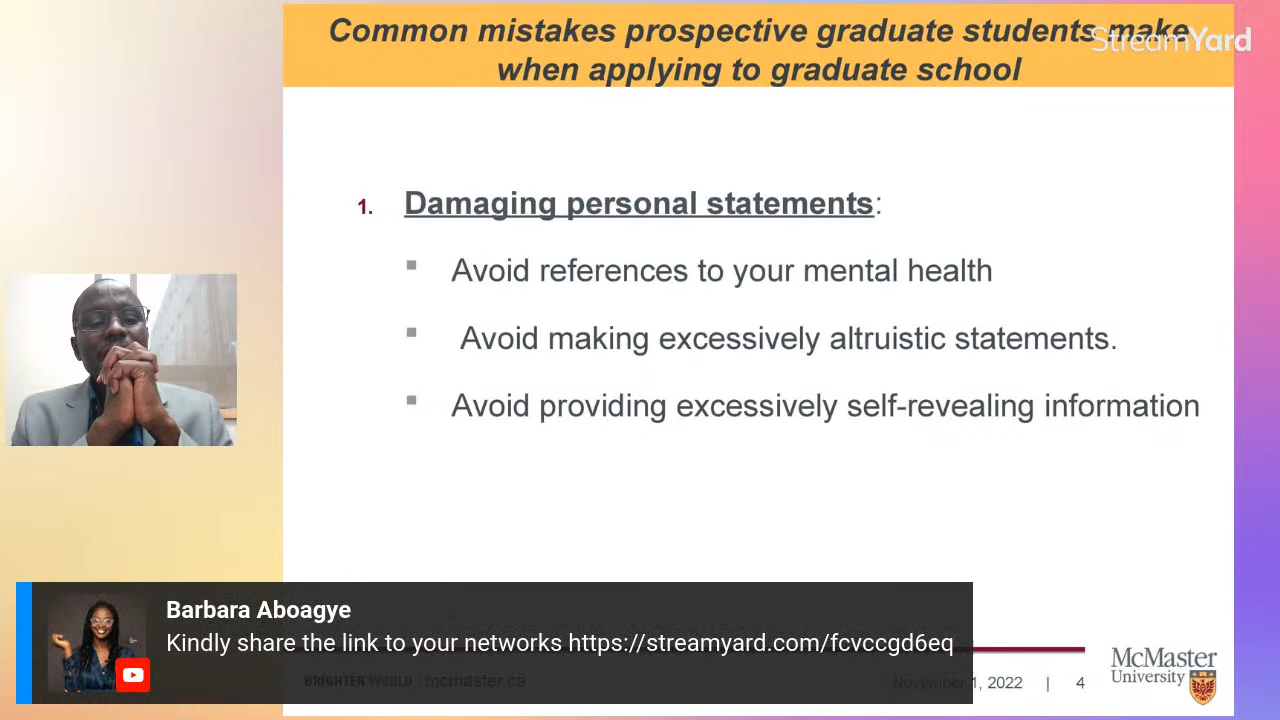 Common mistakes prospective graduate students make
when applying to graduate school
StreamYard
1. Damaging personal statements:
Avoid references to your mental health
Avoid making excessively altruistic statements.
Avoid providing excessively self-revealing information
Barbara Aboagye
Kindly share the link to your networks https://streamyard.com/fcvccgd6eq
BRIGHTER WORLD | mcmaster.ca
November 1, 2022 | 4
McMaster
University